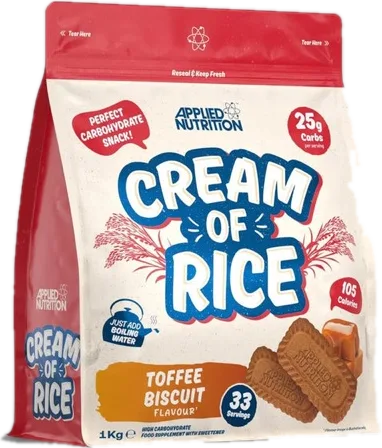 Tear Here
Tear Here
Reseal & Keep Fresh
PERFECT
CARBOHYDRATE
SNACK!
APPLIED
NUTRITION
25g
Carbs
per serving
CREAM
OF
RICE
105
Calories
JUST ADD
BOILING
WATER
TOFFEE
BISCUIT
FLAVOUR
33
Servings
1Kg e
HIGH CARBOHYDRATE
FOOD SUPPLEMENT WITH SWEETENER
APPLIED
NUTRITION
APPLIED
NUTRITION
CREAM
OF
RICE